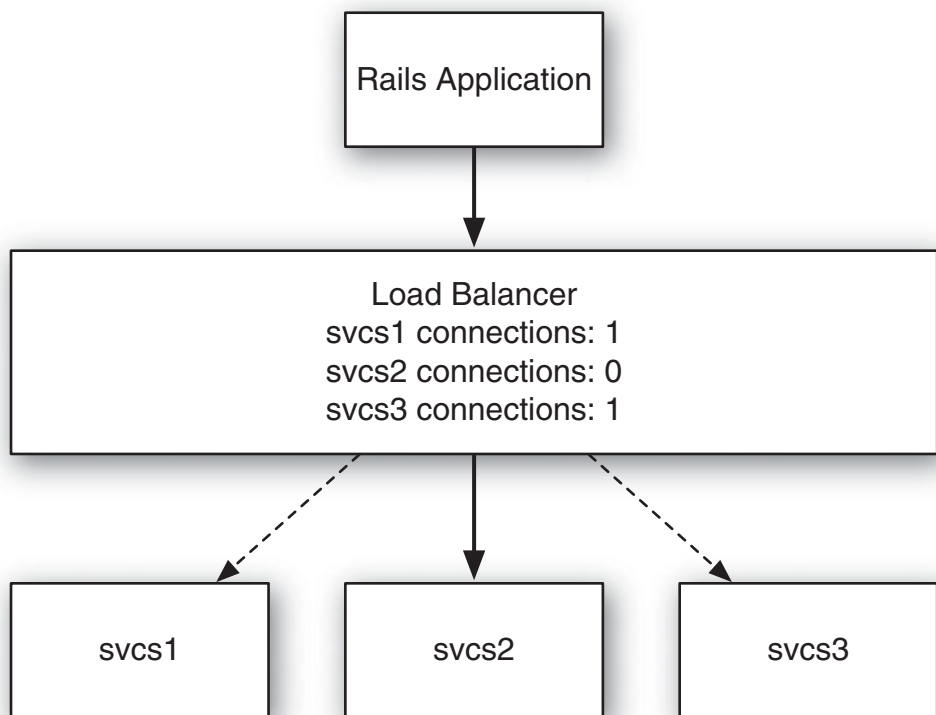 Rails Application
Load Balancer
svcs1 connections: 1
svcs2 connections: 0
svcs3 connections: 1
svcs1
svcs2
svcs3